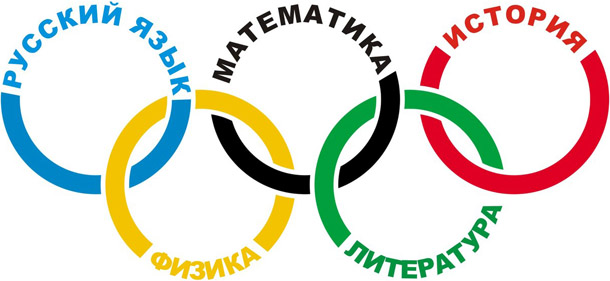 РУССКИЙ ЯЗЫК
МАТЕМАТИКА
ИСТОРИЯ
ФИЗИКА
ЛИТЕРАТУРА